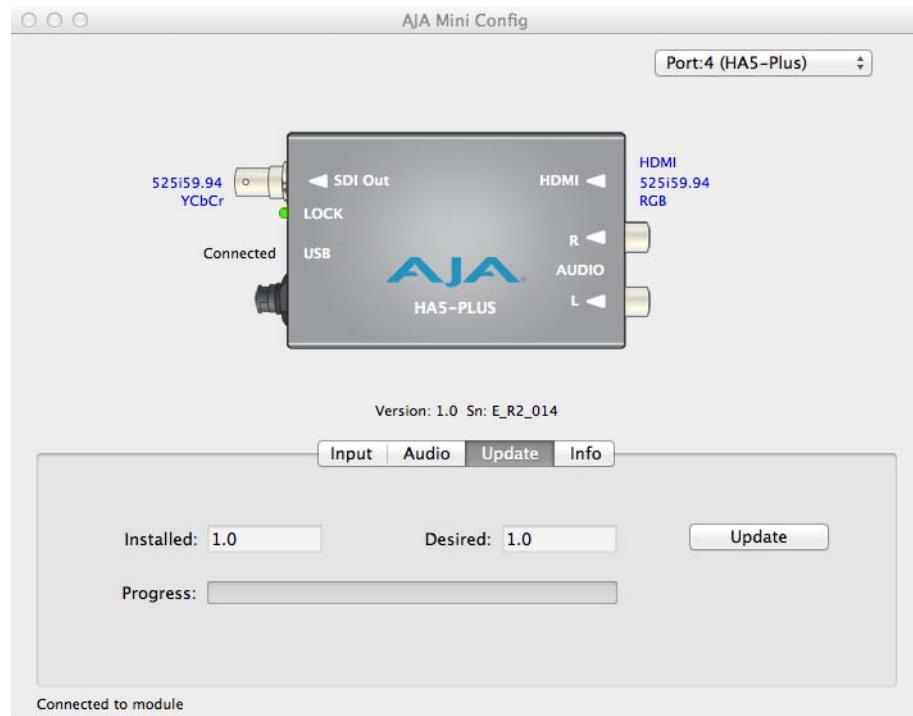 AJA Mini Config
Port:4 (HA5-Plus)
525i59.94
YCbCr
SDI Out
HDMI
HDMI
525i59.94
RGB
LOCK
Connected
USB
R
AUDIO
L
AJA
HA5-PLUS
Version: 1.0 Sn: E_R2_014
Input Audio Update Info
Installed: 1.0 Desired: 1.0 Update
Progress:
Connected to module